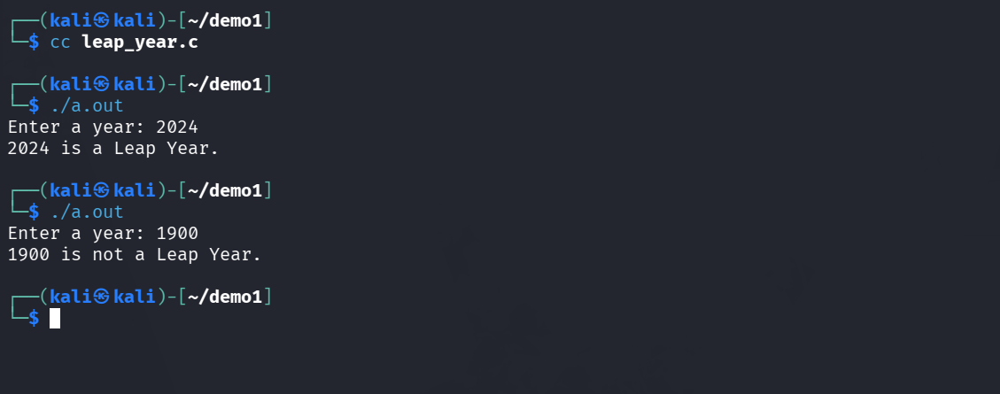 ┌──(kali㉿kali)-[~/demo1]
└─$ cc leap_year.c
┌──(kali㉿kali)-[~/demo1]
└─$ ./a.out
Enter a year: 2024
2024 is a Leap Year.
┌──(kali㉿kali)-[~/demo1]
└─$ ./a.out
Enter a year: 1900
1900 is not a Leap Year.
┌──(kali㉿kali)-[~/demo1]
└─$